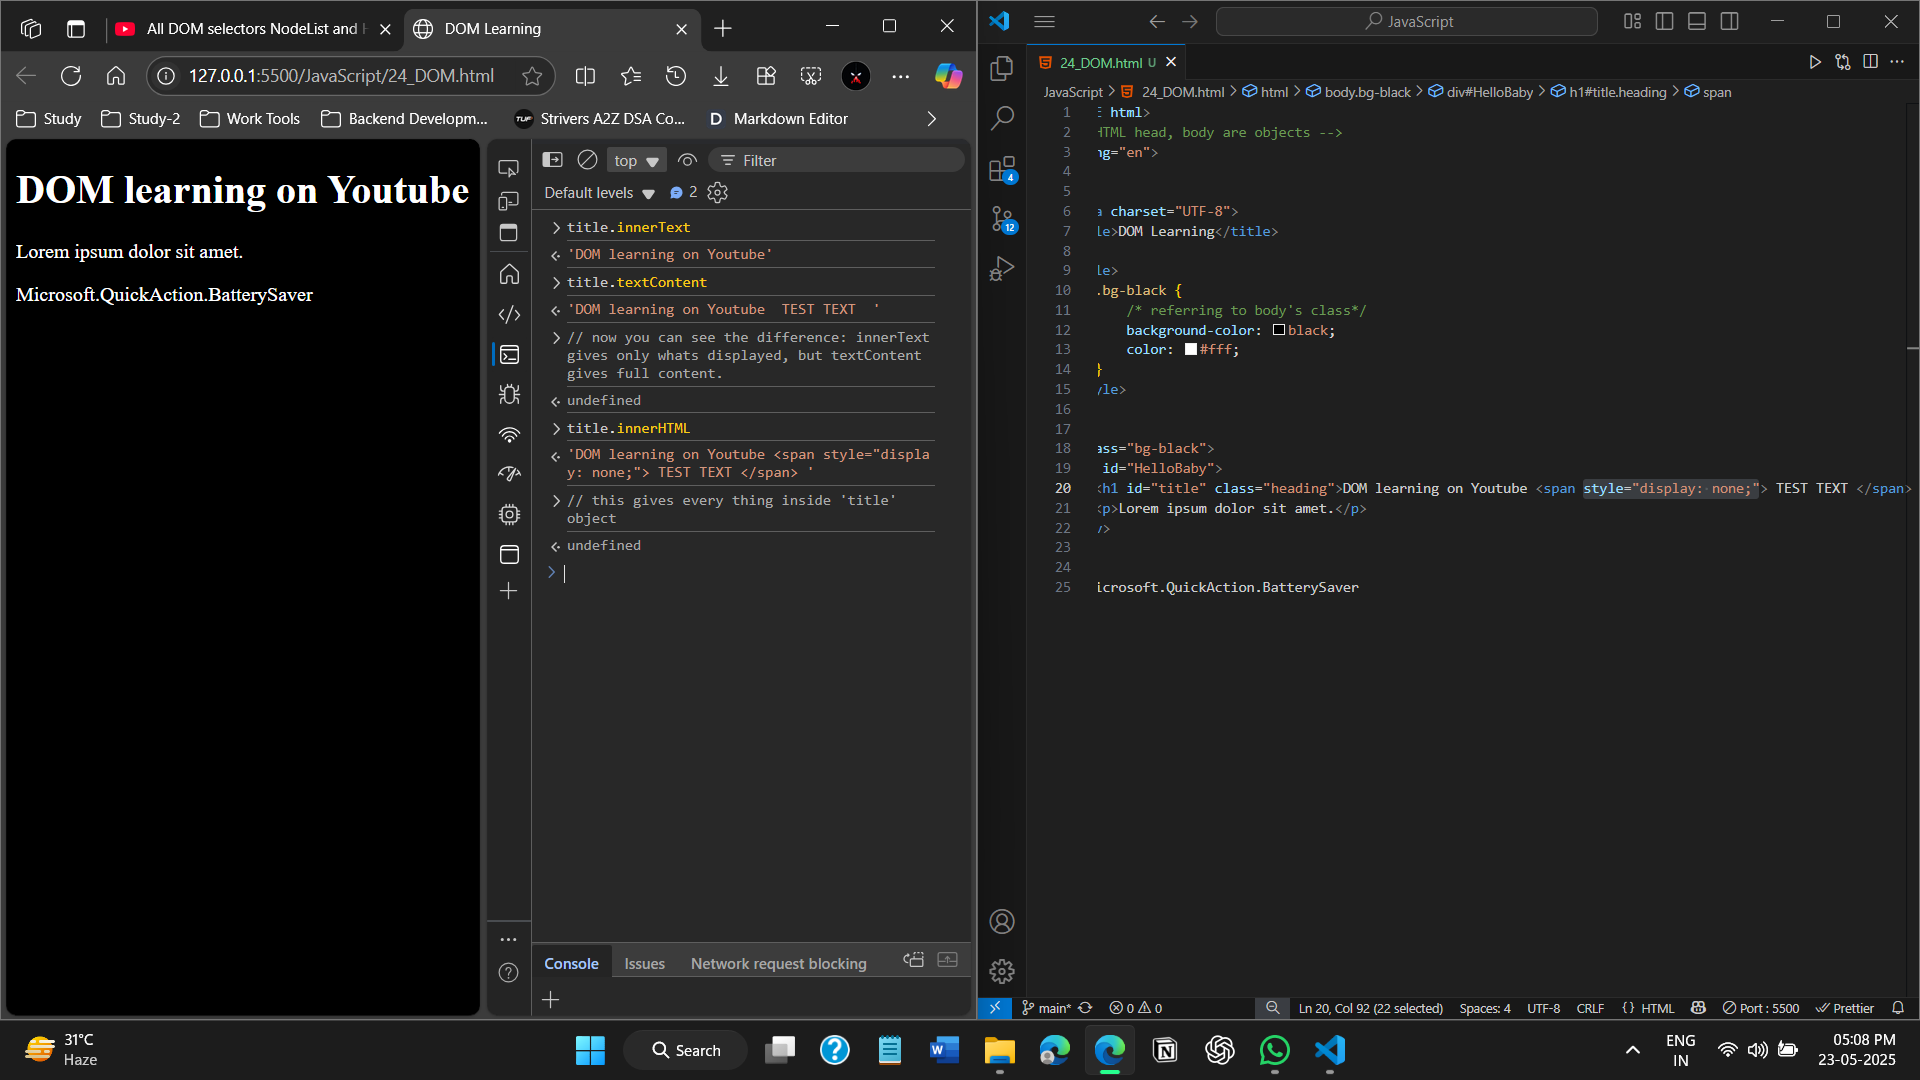 All DOM selectors NodeList and H
DOM Learning
127.0.0.1:5500/JavaScript/24_DOM.html
Study
Study-2
Work Tools
Backend Developm...
TUF
Strivers A2Z DSA Co...
D
Markdown Editor
DOM learning on Youtube
Lorem ipsum dolor sit amet.
Microsoft.QuickAction.BatterySaver
top
Filter
Default levels
2
title.innerText
'DOM learning on Youtube'
title.textContent
'DOM learning on Youtube  TEST TEXT  '
// now you can see the difference: innerText
gives only whats displayed, but textContent
gives full content.
undefined
title.innerHTML
'DOM learning on Youtube <span style="displa
y: none;"> TEST TEXT </span> '
// this gives every thing inside 'title'
object
undefined
Console
Issues
Network request blocking
JavaScript
24_DOM.html U
JavaScript > 24_DOM.html > html > body.bg-black > div#HelloBaby > h1#title.heading > span
4
12
1 E html>
2 HTML head, body are objects -->
3 ng="en">
4
5
6 a charset="UTF-8">
7 le>DOM Learning</title>
8
9 le>
10 .bg-black {
11 /* referring to body's class*/
12 background-color: black;
13 color: #fff;
14 }
15 yle>
16
17
18 ass="bg-black">
19 id="HelloBaby">
20 <h1 id="title" class="heading">DOM learning on Youtube <span style="display: none;"> TEST TEXT </span>
21 <p>Lorem ipsum dolor sit amet.</p>
22 />
23
24
25 icrosoft.QuickAction.BatterySaver
main*
0
0
Ln 20, Col 92 (22 selected)
Spaces: 4
UTF-8
CRLF
{ } HTML
Port : 5500
Prettier
31°C
Haze
Search
ENG
IN
05:08 PM
23-05-2025